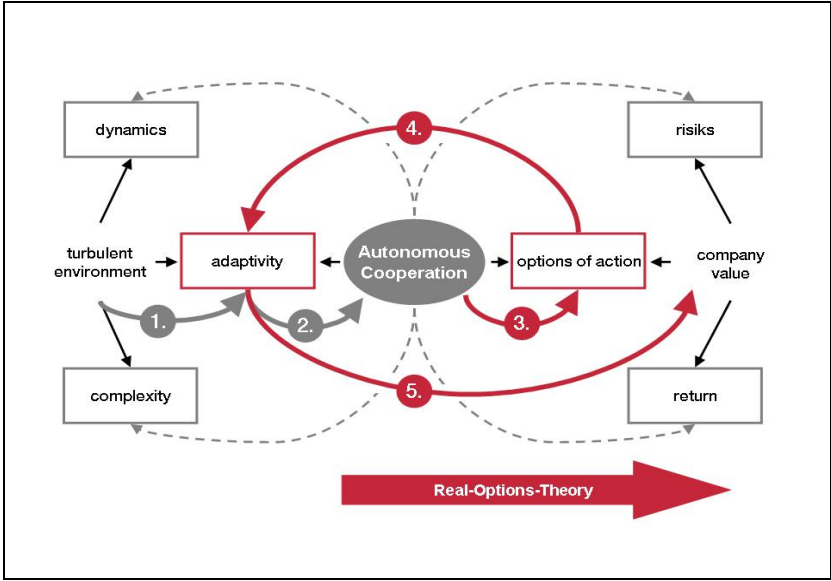 dynamics
4.
risiks
turbulent
environment
adaptivity
Autonomous
Cooperation
options of action
company
value
1.
2.
3.
complexity
5.
return
Real-Options-Theory